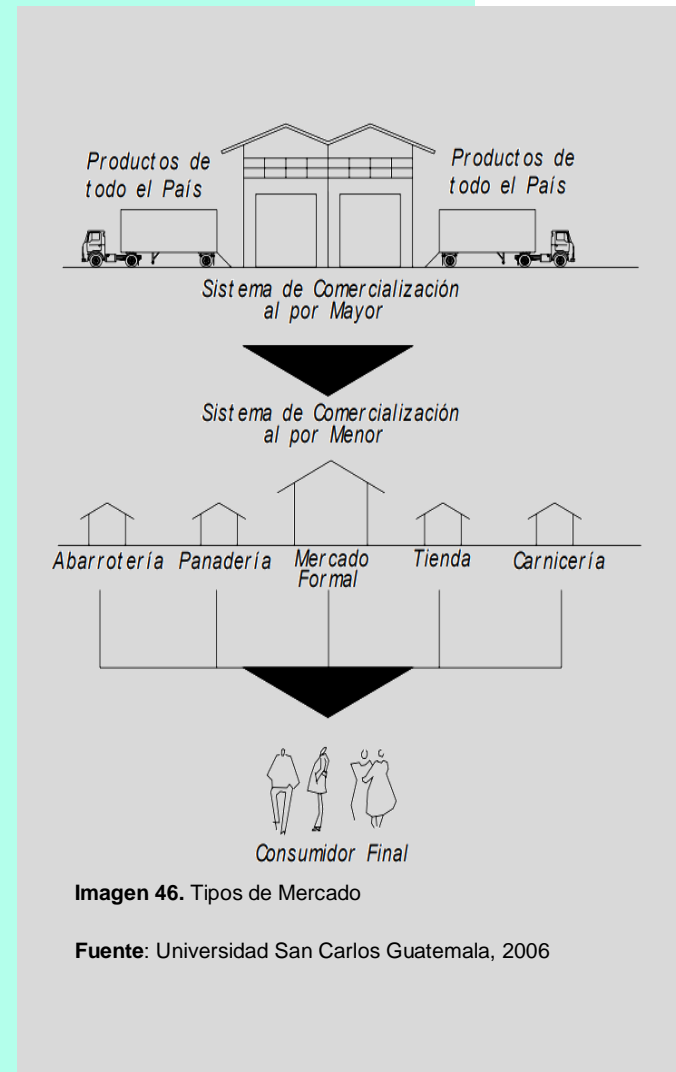 Productos de
todo el País
Productos de
todo el País
Sistema de Comercialización
al por Mayor
Sistema de Comercialización
al por Menor
Abarrotería Panadería Mercado Formal Tienda Carnicería
Consumidor Final
Imagen 46. Tipos de Mercado
Fuente: Universidad San Carlos Guatemala, 2006